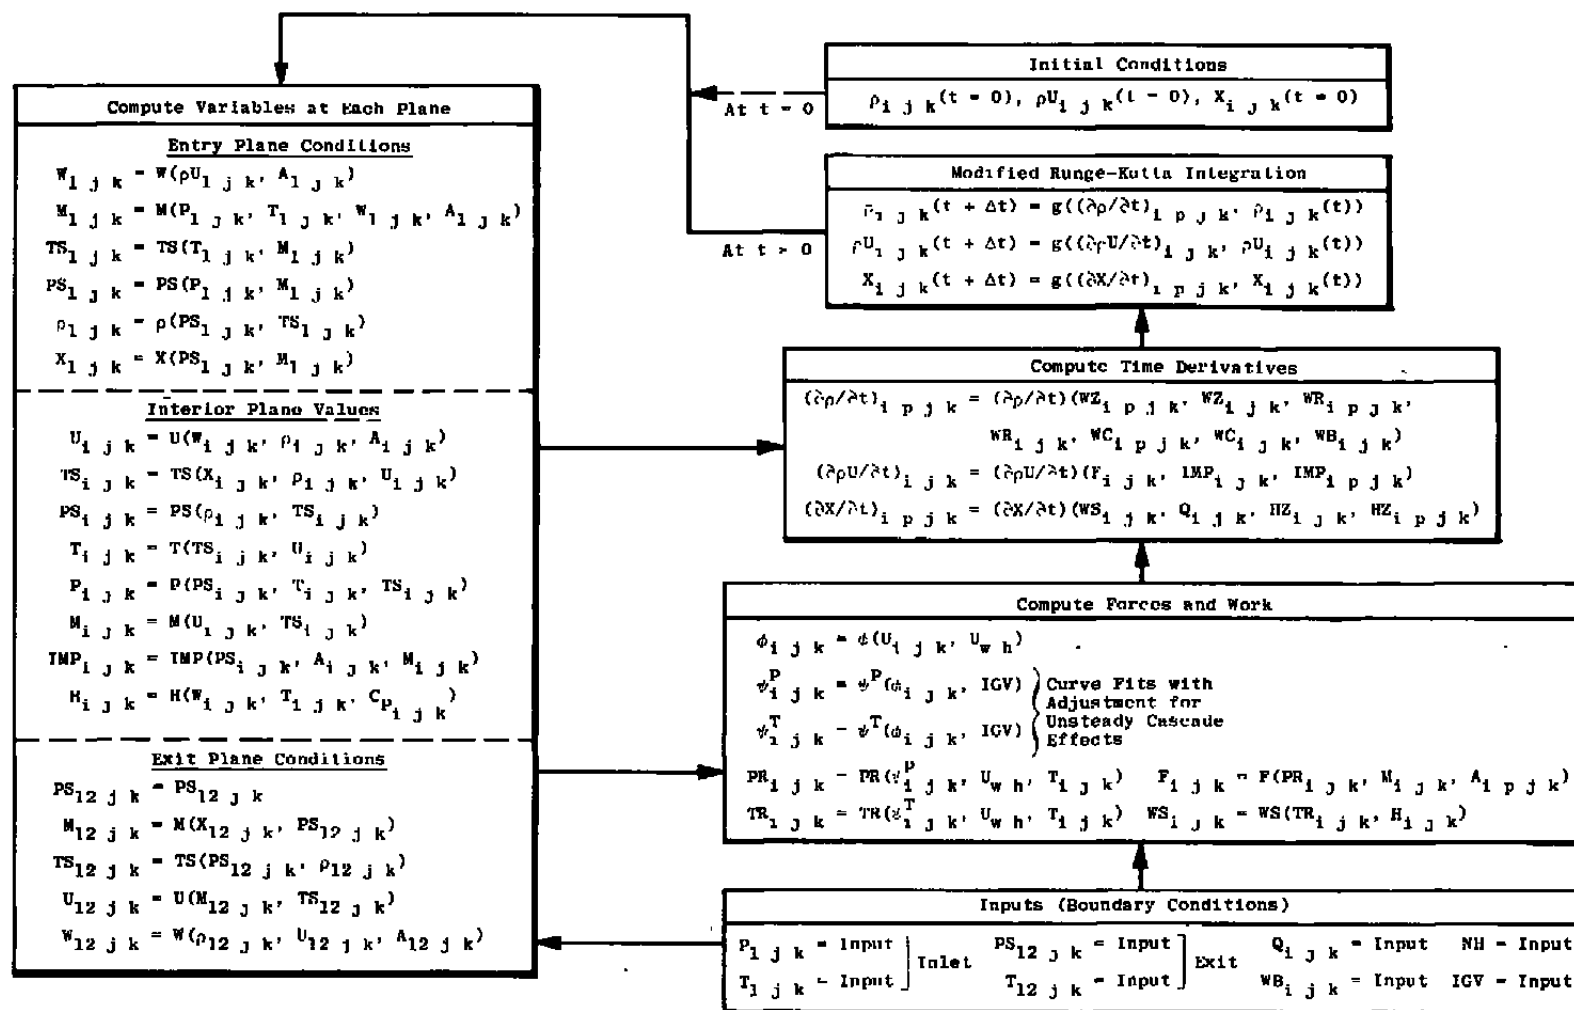 Compute Variables at Each Plane
Entry Plane Conditions
W1 j k = W(ρU1 j k, A1 j k)
M1 j k = M(P1 j k, T1 j k, W1 j k, A1 j k)
TS1 j k = TS(T1 j k, M1 j k)
PS1 j k = PS(P1 j k, M1 j k)
ρ1 j k = ρ(PS1 j k, TS1 j k)
X1 j k = X(PS1 j k, M1 j k)
Interior Plane Values
Ui j k = U(Wi j k, ρi j k, Ai j k)
TSi j k = TS(Xi j k, ρi j k, Ui j k)
PSi j k = PS(ρi j k, TSi j k)
Ti j k = T(TSi j k, Ui j k)
Pi j k = P(PSi j k, Ti j k, TSi j k)
Mi j k = M(Ui j k, TSi j k)
IMPi j k = IMP(PSi j k, Ai j k, Mi j k)
Hi j k = H(Wi j k, Ti j k, Cpi j k)
Exit Plane Conditions
PS12 j k = PS12 j k
M12 j k = M(X12 j k, PS12 j k)
TS12 j k = TS(PS12 j k, ρ12 j k)
U12 j k = U(M12 j k, TS12 j k)
W12 j k = W(ρ12 j k, U12 j k, A12 j k)
Initial Conditions
ρi j k(t = 0), ρUi j k(t = 0), Xi j k(t = 0)
At t = 0
Modified Runge-Kutta Integration
ρi j k(t + Δt) = g((∂ρ/∂t)i p j k, ρi j k(t))
ρUi j k(t + Δt) = g((∂ρU/∂t)i j k, ρUi j k(t))
Xi j k(t + Δt) = g((∂X/∂t)i p j k, Xi j k(t))
At t > 0
Compute Time Derivatives
(∂ρ/∂t)i p j k = (∂ρ/∂t)(WZi p j k, WZi j k, WRi p j k,
WRi j k, WCi p j k, WCi j k, WBi j k)
(∂ρU/∂t)i j k = (∂ρU/∂t)(Fi j k, IMPi j k, IMPi p j k)
(∂X/∂t)i p j k = (∂X/∂t)(WSi j k, Qi j k, HZi j k, HZi p j k)
Compute Forces and Work
ϕi j k = ϕ(Ui j k, Uw h)
ψPi j k = ψP(ϕi j k, IGV)
ψTi j k = ψT(ϕi j k, IGV)
Curve Fits with
Adjustment for
Unsteady Cascade
Effects
PRi j k = PR(ψPi j k, Uw h, Ti j k) Fi j k = F(PRi j k, Mi j k, Ai p j k)
TRi j k = TR(ψTi j k, Uw h, Ti j k) WSi j k = WS(TRi j k, Hi j k)
Inputs (Boundary Conditions)
P1 j k = Input PS12 j k = Input Qi j k = Input NH = Input
Inlet Exit
T1 j k = Input T12 j k = Input WBi j k = Input IGV = Input